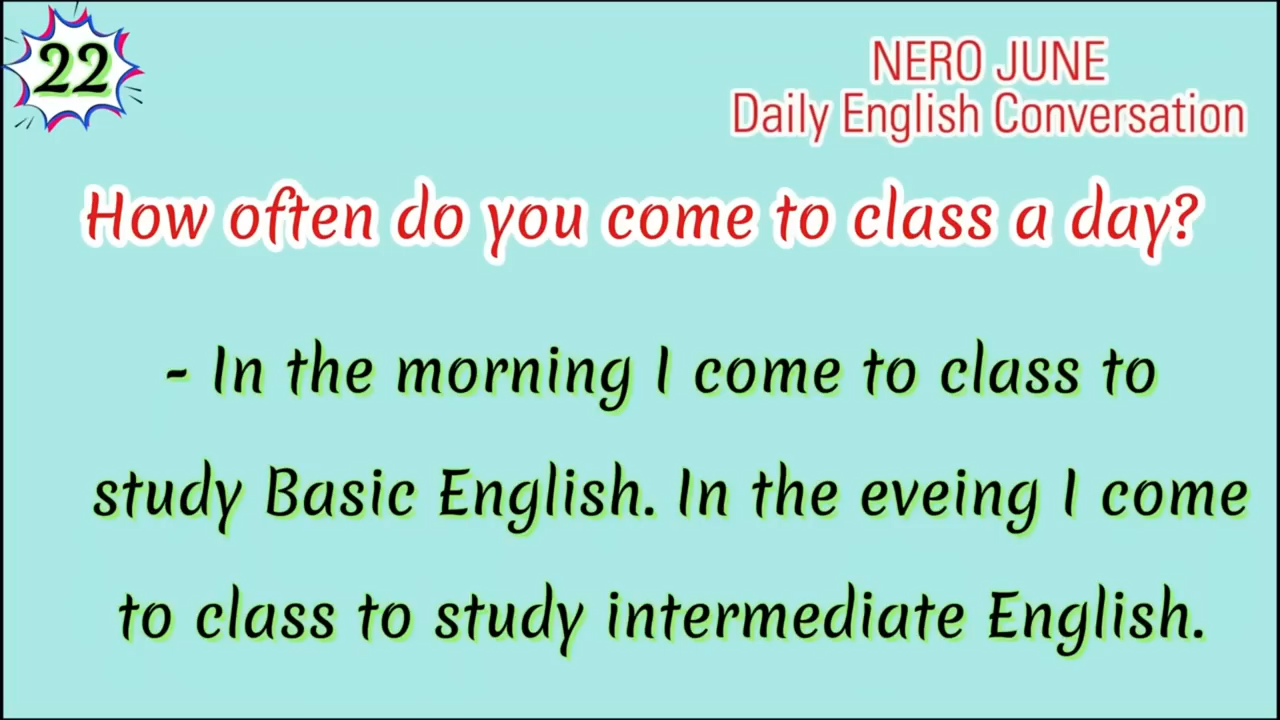 22
NERO JUNE
Daily English Conversation
How often do you come to class a day?
- In the morning I come to class to
study Basic English. In the eveing I come
to class to study intermediate English.